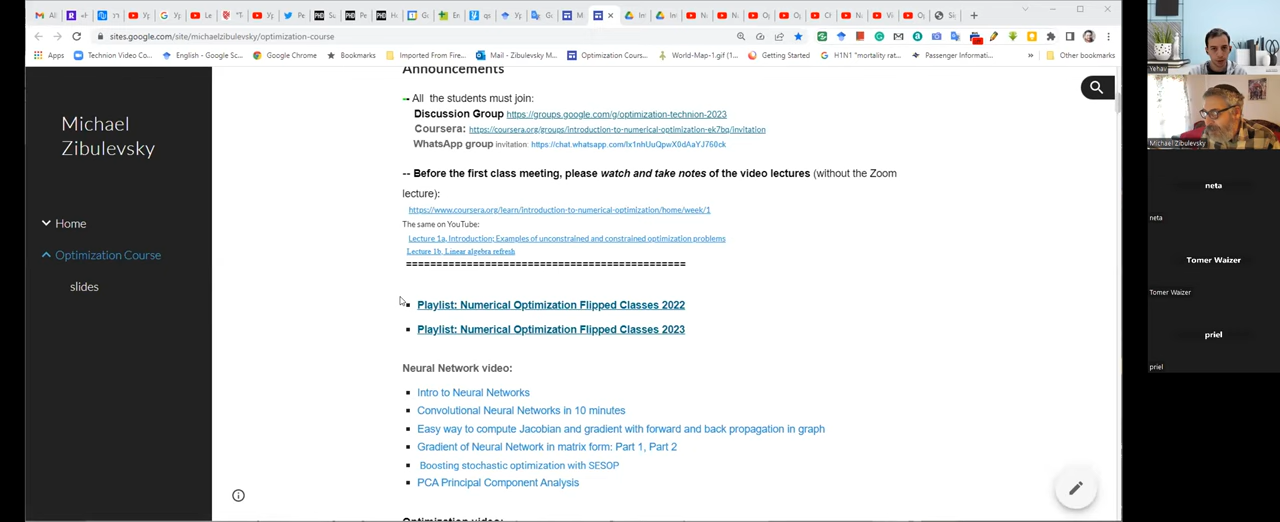 sites.google.com/site/michaelzibulevsky/optimization-course
Apps
Technion Video Co...
English - Google Sc...
Google Chrome
Bookmarks
Imported From Fire...
Mail - Zibulevsky M...
Optimization Cours...
World-Map-1.gif (1...
Getting Started
H1N1 "mortality rat...
Passenger Informati...
»
Other bookmarks
Michael
Zibulevsky
Home
Optimization Course
slides
Announcements
-- All the students must join:
Discussion Group https://groups.google.com/g/optimization-technion-2023
Coursera: https://coursera.org/groups/introduction-to-numerical-optimization-ek7bq/invitation
WhatsApp group invitation:
-- Before the first class meeting, please watch and take notes of the video lectures (without the Zoom
lecture):
https://www.coursera.org/learn/introduction-to-numerical-optimization/home/week/1
The same on YouTube:
Lecture 1a, Introduction; Examples of unconstrained and constrained optimization problems
Lecture 1b, Linear algebra refresh
==============================================
Playlist: Numerical Optimization Flipped Classes 2022
Playlist: Numerical Optimization Flipped Classes 2023
Neural Network video:
Intro to Neural Networks
Convolutional Neural Networks in 10 minutes
Easy way to compute Jacobian and gradient with forward and back propagation in graph
Gradient of Neural Network in matrix form: Part 1, Part 2
Boosting stochastic optimization with SESOP
PCA Principal Component Analysis
Optimization video:
Yehav
Michael Zibulevsky
neta
neta
Tomer Waizer
Tomer Waizer
priel
priel